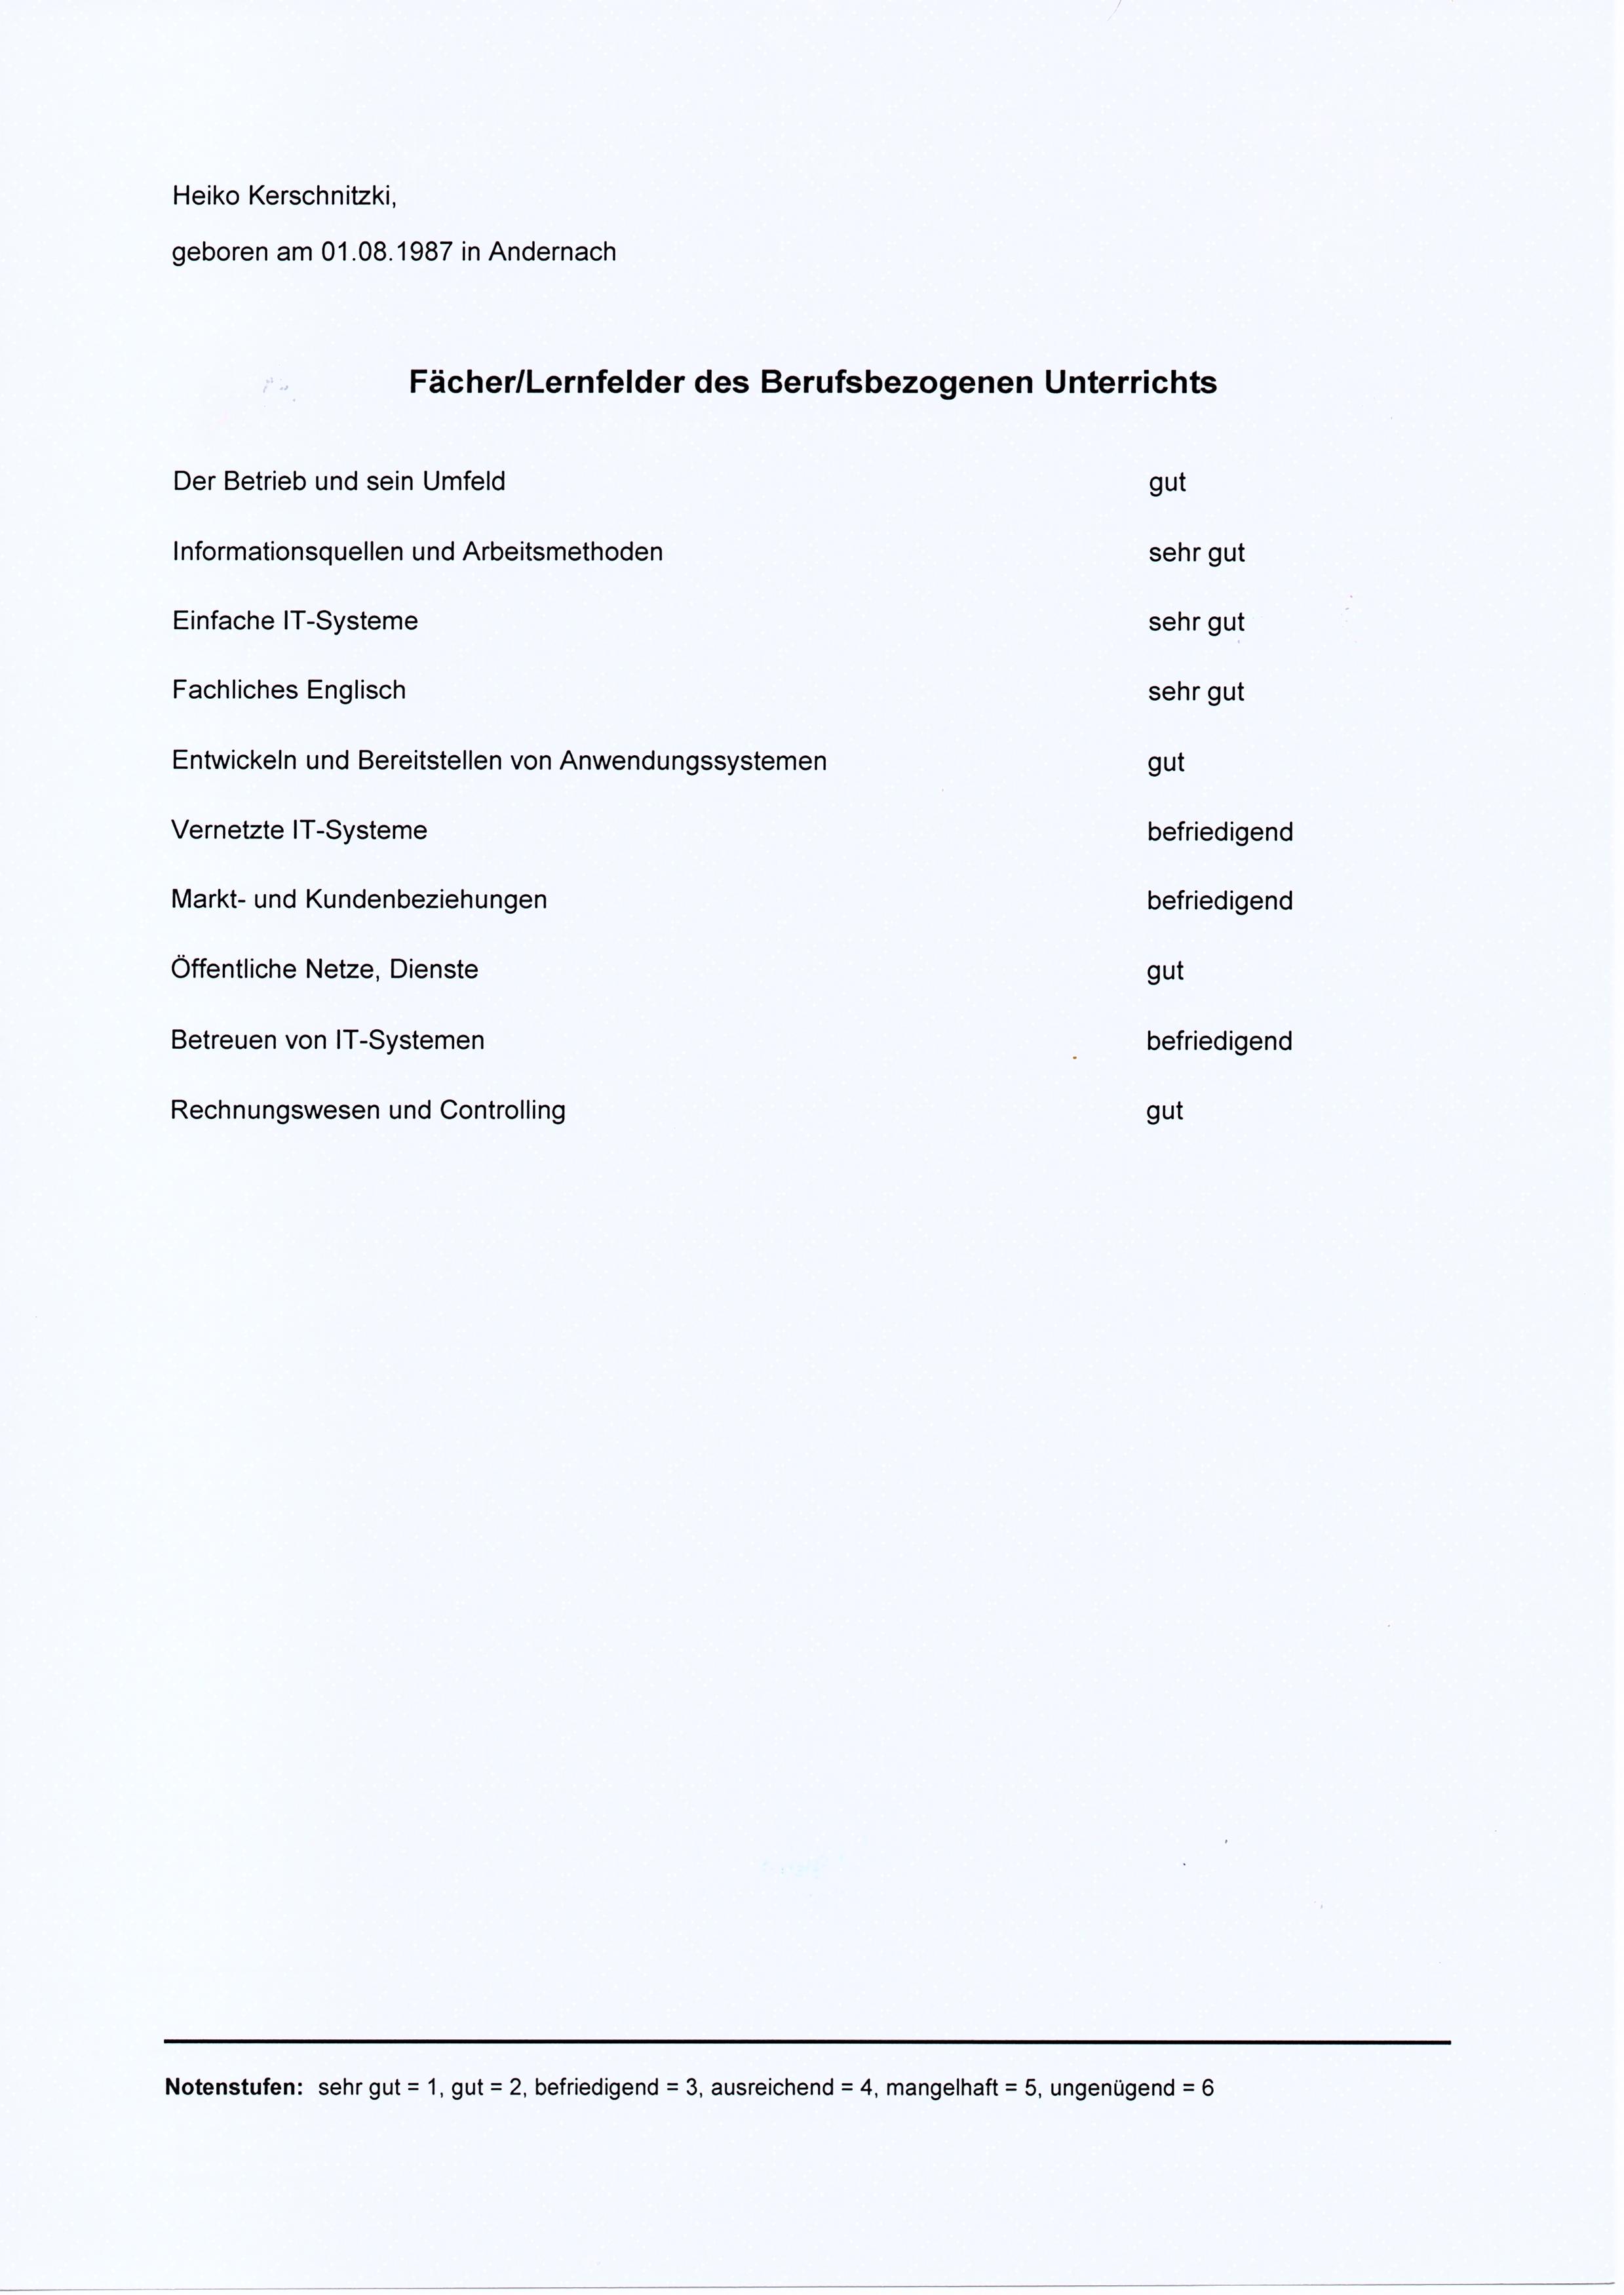 Heiko Kerschnitzki,
geboren am 01.08.1987 in Andernach
Fächer/Lernfelder des Berufsbezogenen Unterrichts
Der Betrieb und sein Umfeld gut
Informationsquellen und Arbeitsmethoden sehr gut
Einfache IT-Systeme sehr gut
Fachliches Englisch sehr gut
Entwickeln und Bereitstellen von Anwendungssystemen gut
Vernetzte IT-Systeme befriedigend
Markt- und Kundenbeziehungen befriedigend
Öffentliche Netze, Dienste gut
Betreuen von IT-Systemen befriedigend
Rechnungswesen und Controlling gut
Notenstufen: sehr gut = 1, gut = 2, befriedigend = 3, ausreichend = 4, mangelhaft = 5, ungenügend = 6